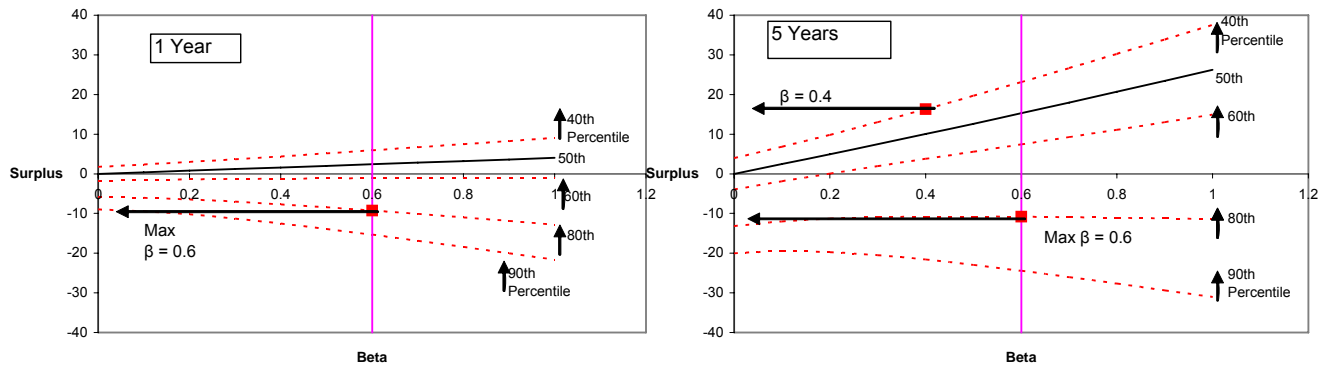 40
30
20
10
0
-10
-20
-30
-40
Surplus
0
0.2
0.4
0.6
0.8
1
1.2
Beta
1 Year
40th
Percentile
50th
60th
80th
90th
Percentile
Max
β = 0.6
40
30
20
10
0
-10
-20
-30
-40
Surplus
0
0.2
0.4
0.6
0.8
1
1.2
Beta
5 Years
40th
Percentile
50th
60th
80th
90th
Percentile
β = 0.4
Max β = 0.6